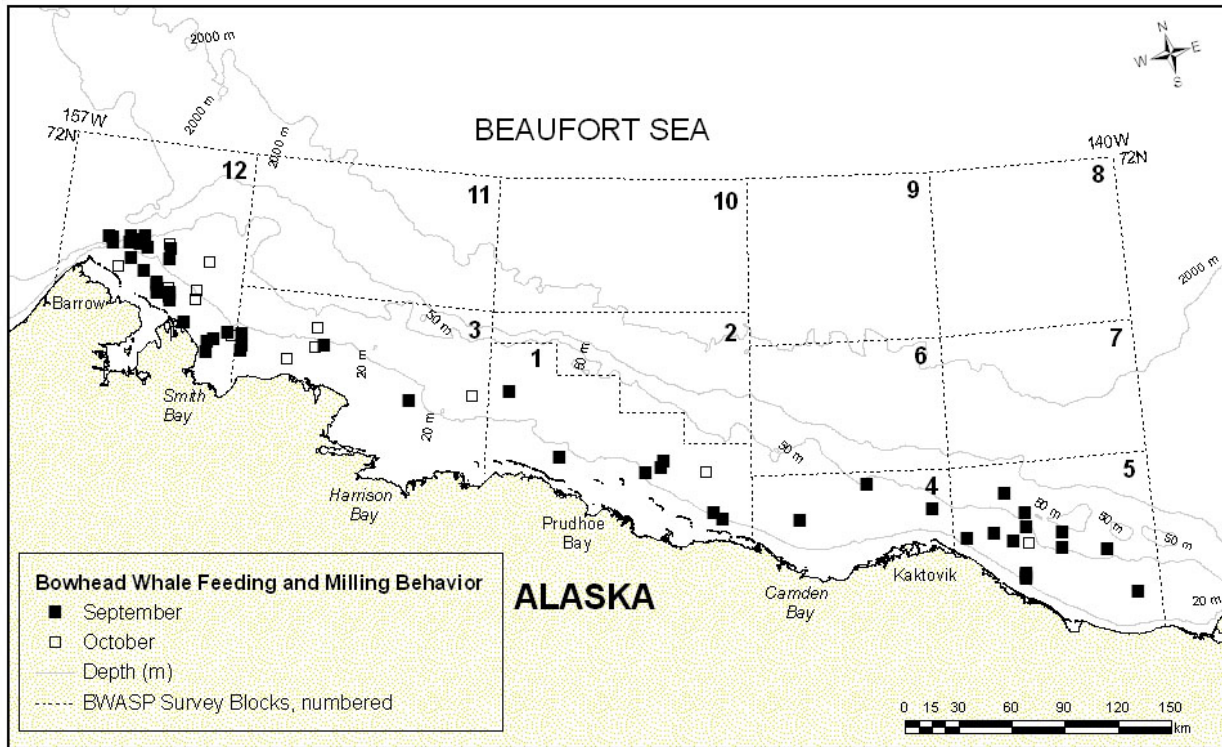 2000 m
N
W E
S
157 W
72N
2000 m
2000 m
BEAUFORT SEA
140 W
72N
12
11
10
9
8
2000 m
Barrow
50 m
3
2
1
50 m
6
7
20 m
Smith
Bay
20 m
50 m
5
4
Harrison
Bay
Prudhoe
Bay
50 m
50 m
50 m
Kaktovik
Camden
Bay
ALASKA
20 m
Bowhead Whale Feeding and Milling Behavior
September
October
Depth (m)
BWASP Survey Blocks, numbered
0 15 30 60 90 120 150
km